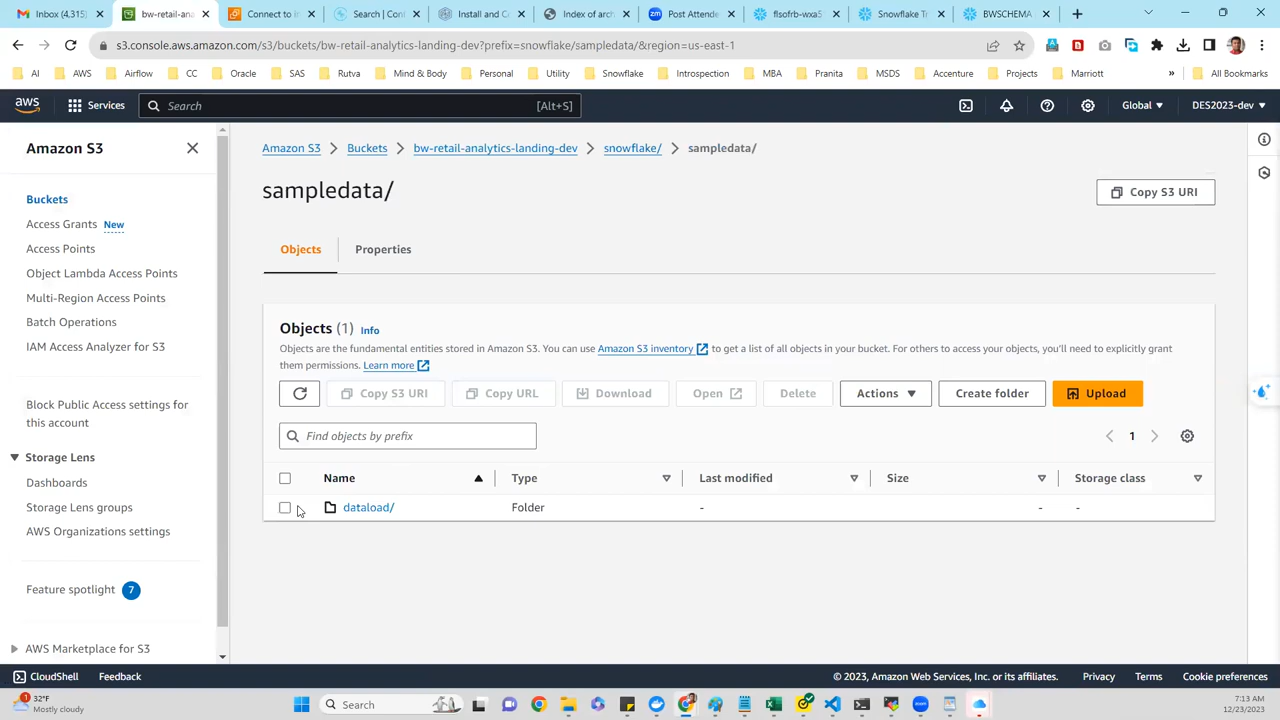 Inbox (4,315)
bw-retail-analytics
Connect to i
Search | Con
Install and C
Index of arch
Post Attende
flsofrb-wxa5
Snowflake T
BWSCHEMA
s3.console.aws.amazon.com/s3/buckets/bw-retail-analytics-landing-dev?prefix=snowflake/sampledata/&region=us-east-1
AI AWS Airflow CC Oracle SAS Rutva Mind & Body Personal Utility Snowflake Introspection MBA Pranita MSDS Accenture Projects Marriott » All Bookmarks
aws Services Search [Alt+S] Global DES2023-dev
Amazon S3
Buckets
Access Grants New
Access Points
Object Lambda Access Points
Multi-Region Access Points
Batch Operations
IAM Access Analyzer for S3
Block Public Access settings for
this account
Storage Lens
Dashboards
Storage Lens groups
AWS Organizations settings
Feature spotlight 7
AWS Marketplace for S3
Amazon S3 > Buckets > bw-retail-analytics-landing-dev > snowflake/ > sampledata/
sampledata/
Copy S3 URI
Objects Properties
Objects (1) Info
Objects are the fundamental entities stored in Amazon S3. You can use Amazon S3 inventory to get a list of all objects in your bucket. For others to access your objects, you'll need to explicitly grant
them permissions. Learn more
Copy S3 URI Copy URL Download Open Delete Actions Create folder Upload
Find objects by prefix
1
Name Type Last modified Size Storage class
dataload/ Folder - - -
CloudShell Feedback © 2023, Amazon Web Services, Inc. or its affiliates. Privacy Terms Cookie preferences
1
32°F
Mostly cloudy
Search
7:13 AM
12/23/2023